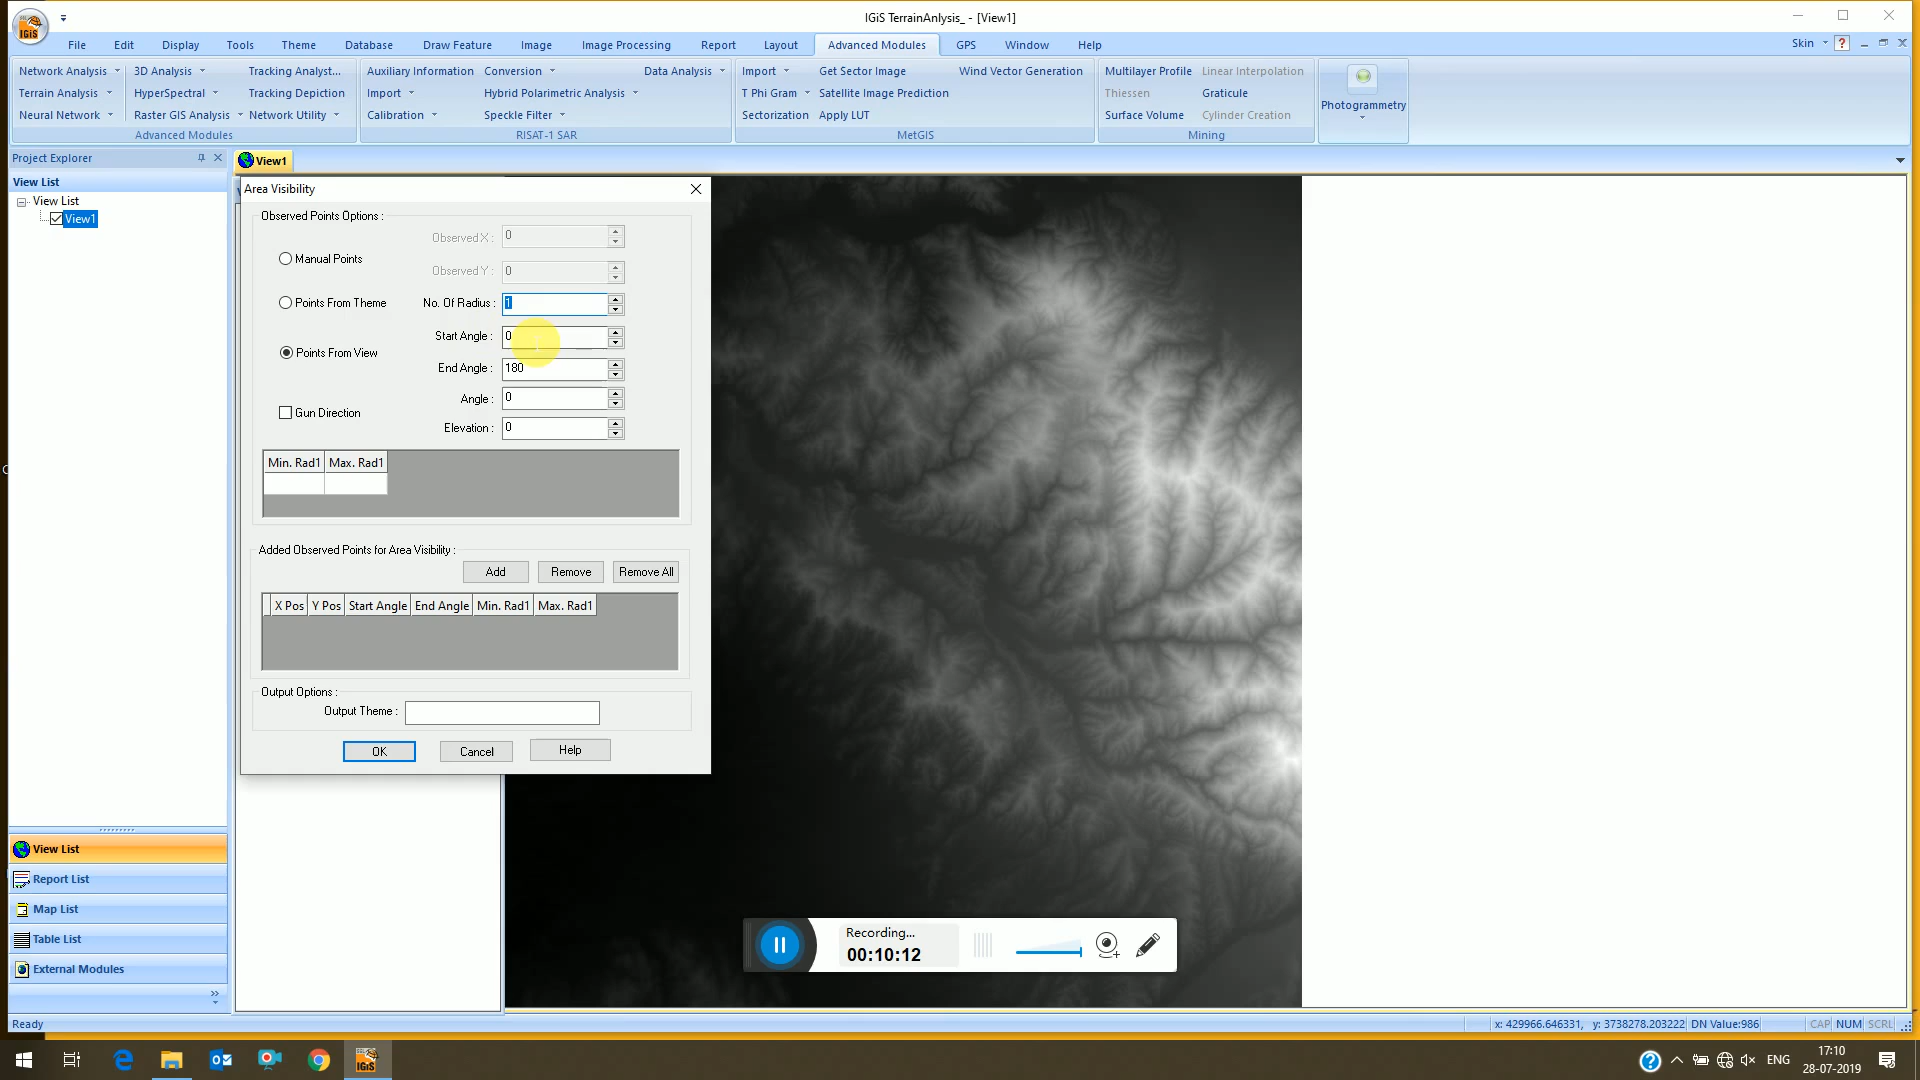 IGiS TerrainAnlysis_ - [View1]
File Edit Display Tools Theme Database Draw Feature Image Image Processing Report Layout Advanced Modules GPS Window Help Skin
Network Analysis 3D Analysis Tracking Analyst... Auxiliary Information Conversion Data Analysis Import Get Sector Image Wind Vector Generation Multilayer Profile Linear Interpolation
Terrain Analysis HyperSpectral Tracking Depiction Import Hybrid Polarimetric Analysis T Phi Gram Satellite Image Prediction Thiessen Graticule Photogrammetry
Neural Network Raster GIS Analysis Network Utility Calibration Speckle Filter Sectorization Apply LUT Surface Volume Cylinder Creation
Advanced Modules RISAT-1 SAR MetGIS Mining
Project Explorer
View1
View List
View List
View1
Area Visibility
Observed Points Options :
Observed X : 0
Manual Points
Observed Y : 0
Points From Theme No. Of Radius : 1
Start Angle : 0
Points From View
End Angle : 180
Angle : 0
Gun Direction
Elevation : 0
Min. Rad1 Max. Rad1
Added Observed Points for Area Visibility :
Add Remove Remove All
X Pos Y Pos Start Angle End Angle Min. Rad1 Max. Rad1
Output Options :
Output Theme :
OK Cancel Help
View List
Report List
Map List
Table List
External Modules
Recording...
00:10:12
Ready x: 429966.646331, y: 3738278.203222 DN Value:986 CAP NUM SCRL
IGiS
ENG
17:10
28-07-2019